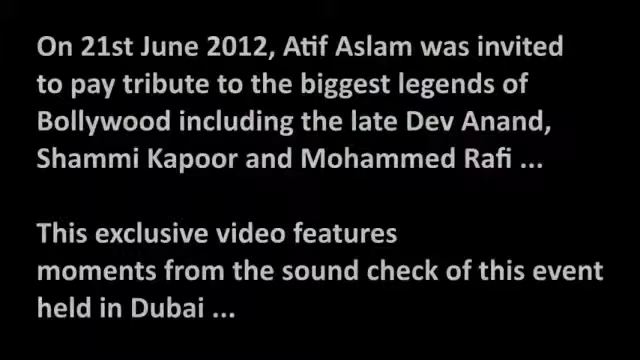 On 21st June 2012, Atif Aslam was invited
to pay tribute to the biggest legends of
Bollywood including the late Dev Anand,
Shammi Kapoor and Mohammed Rafi ...
This exclusive video features
moments from the sound check of this event
held in Dubai ...